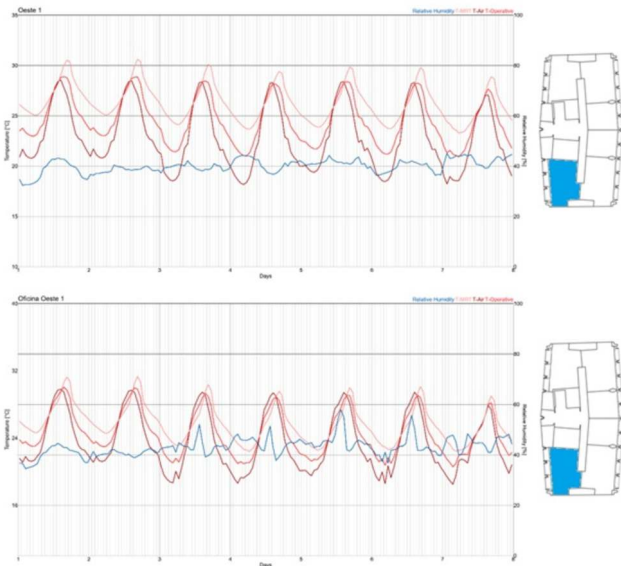 Oeste 1
Relative Humidity T-MRT T-Air T-Operative
35
30
25
20
15
10
Temperature [°C]
100
80
60
40
20
0
Relative Humidity [%]
1 2 3 4 5 6 7 8
Days
Oficina Oeste 1
Relative Humidity T-MRT T-Air T-Operative
40
32
24
16
Temperature [°C]
100
80
60
40
20
0
Relative Humidity [%]
1 2 3 4 5 6 7 8
Days